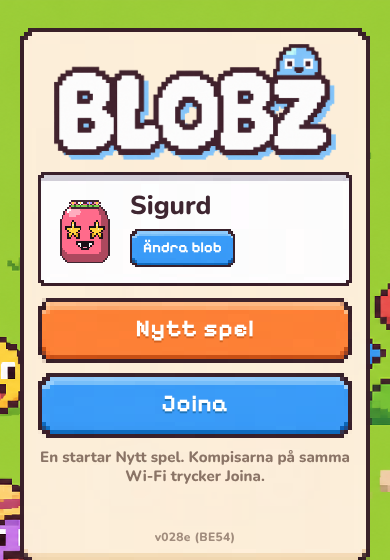 BLOBZ
Sigurd
Ändra blob
Nytt spel
Joina
En startar Nytt spel. Kompisarna på samma
Wi-Fi trycker Joina.
v028e (BE54)